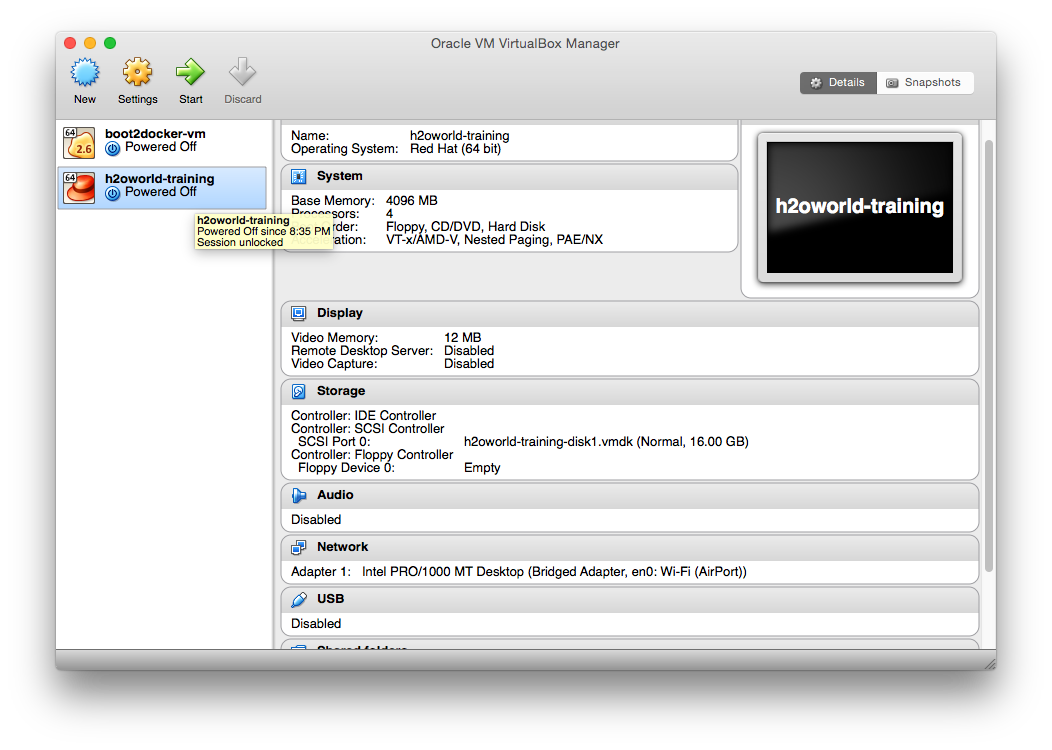 Oracle VM VirtualBox Manager
New
Settings
Start
Discard
Details
Snapshots
64
2.6
boot2docker-vm
Powered Off
64
h2oworld-training
Powered Off
h2oworld-training
Powered Off since 8:35 PM
Session unlocked
Name: h2oworld-training
Operating System: Red Hat (64 bit)
System
Base Memory: 4096 MB
Processors: 4
Floppy, CD/DVD, Hard Disk
VT-x/AMD-V, Nested Paging, PAE/NX
h2oworld-training
Display
Video Memory: 12 MB
Remote Desktop Server: Disabled
Video Capture: Disabled
Storage
Controller: IDE Controller
Controller: SCSI Controller
SCSI Port 0: h2oworld-training-disk1.vmdk (Normal, 16.00 GB)
Controller: Floppy Controller
Floppy Device 0: Empty
Audio
Disabled
Network
Adapter 1: Intel PRO/1000 MT Desktop (Bridged Adapter, en0: Wi-Fi (AirPort))
USB
Disabled
Shared folders